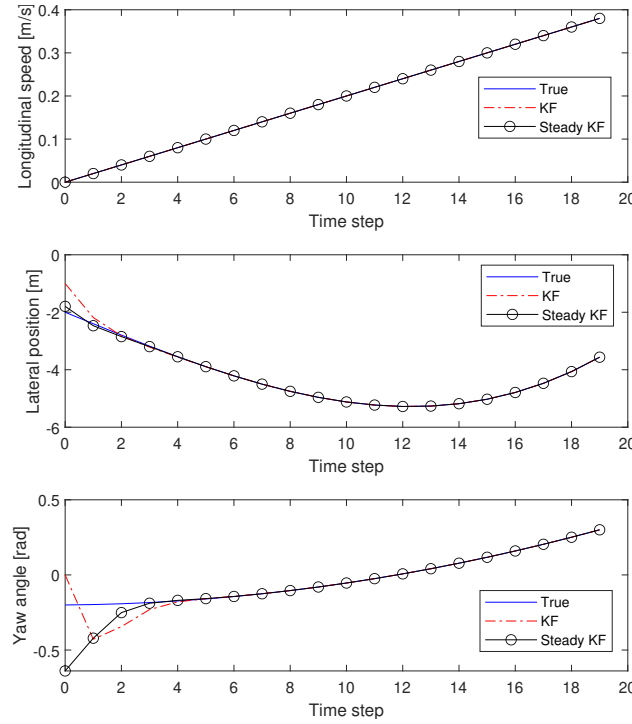 Longitudinal speed [m/s]
0.4
0.3
0.2
0.1
0
True
KF
Steady KF
0 2 4 6 8 10 12 14 16 18 20
Time step
Lateral position [m]
0
-2
-4
-6
True
KF
Steady KF
0 2 4 6 8 10 12 14 16 18 20
Time step
Yaw angle [rad]
0.5
0
-0.5
True
KF
Steady KF
0 2 4 6 8 10 12 14 16 18 20
Time step